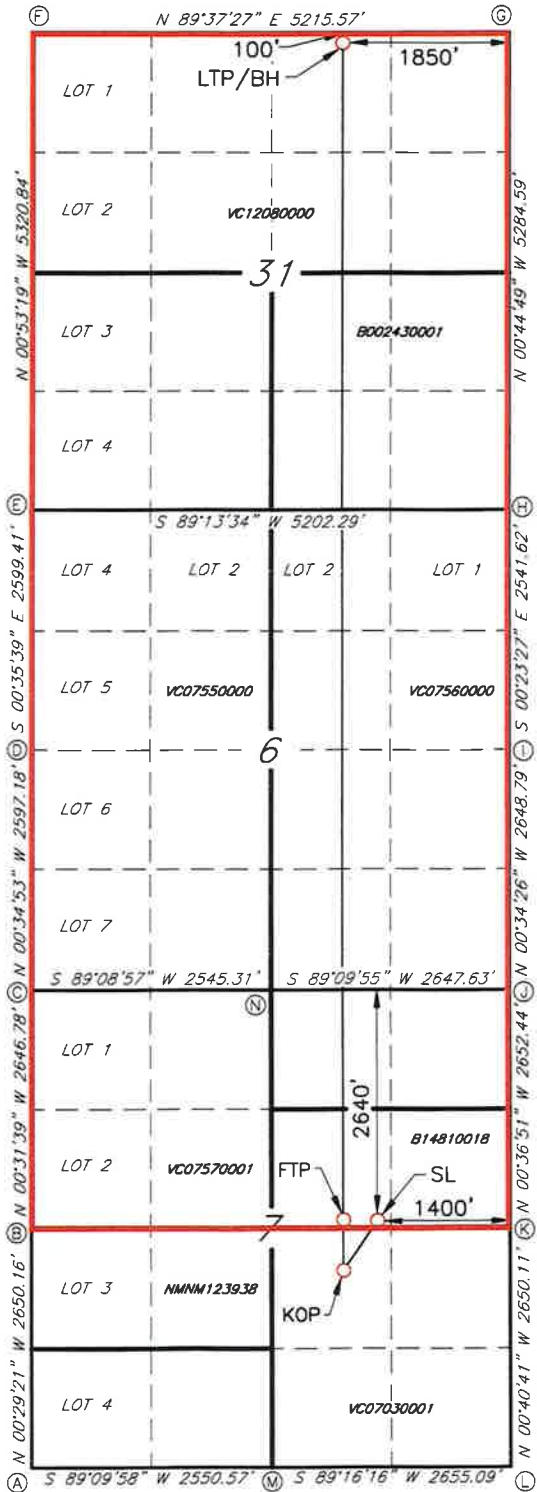 F
N 89°37'27" E 5215.57'
G
100'
1850'
LTP/BH
LOT 1
N 00°53'19" W 5320.84'
LOT 2
VC12080000
N 00°44'49" W 5284.59'
31
LOT 3
B002430001
LOT 4
E
S 89°13'34" W 5202.29'
H
S 00°35'39" E 2599.41'
LOT 4
LOT 2
LOT 2
LOT 1
S 00°23'27" E 2541.62'
LOT 5
VC07550000
VC07560000
D
6
I
N 00°34'53" W 2597.18'
LOT 6
N 00°34'26" W 2648.79'
LOT 7
C
S 89°08'57" W 2545.31'
S 89°09'55" W 2647.63'
J
N
N 00°31'39" W 2646.78'
LOT 1
2640'
N 00°36'51" W 2652.44'
B14810018
LOT 2
VC07570001
FTP
SL
1400'
B
7
K
N 00°29'21" W 2650.16'
LOT 3
NMNM123938
KOP
N 00°40'41" W 2650.11'
LOT 4
VC07030001
A
S 89°09'58" W 2550.57'
M
S 89°16'16" W 2655.09'
L